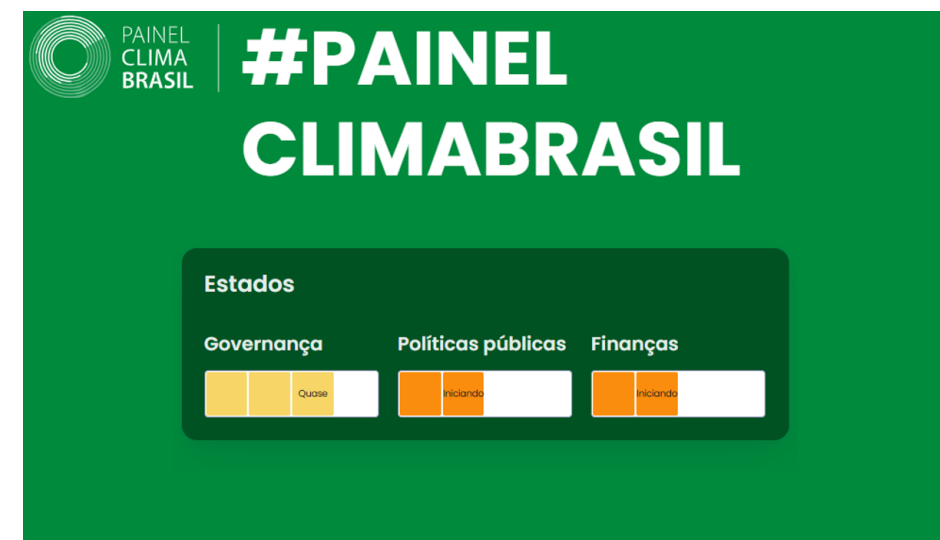 PAINEL
CLIMA
BRASIL
#PAINEL
CLIMABRASIL
Estados
Governança
Políticas públicas
Finanças
Quase
Iniciando
Iniciando